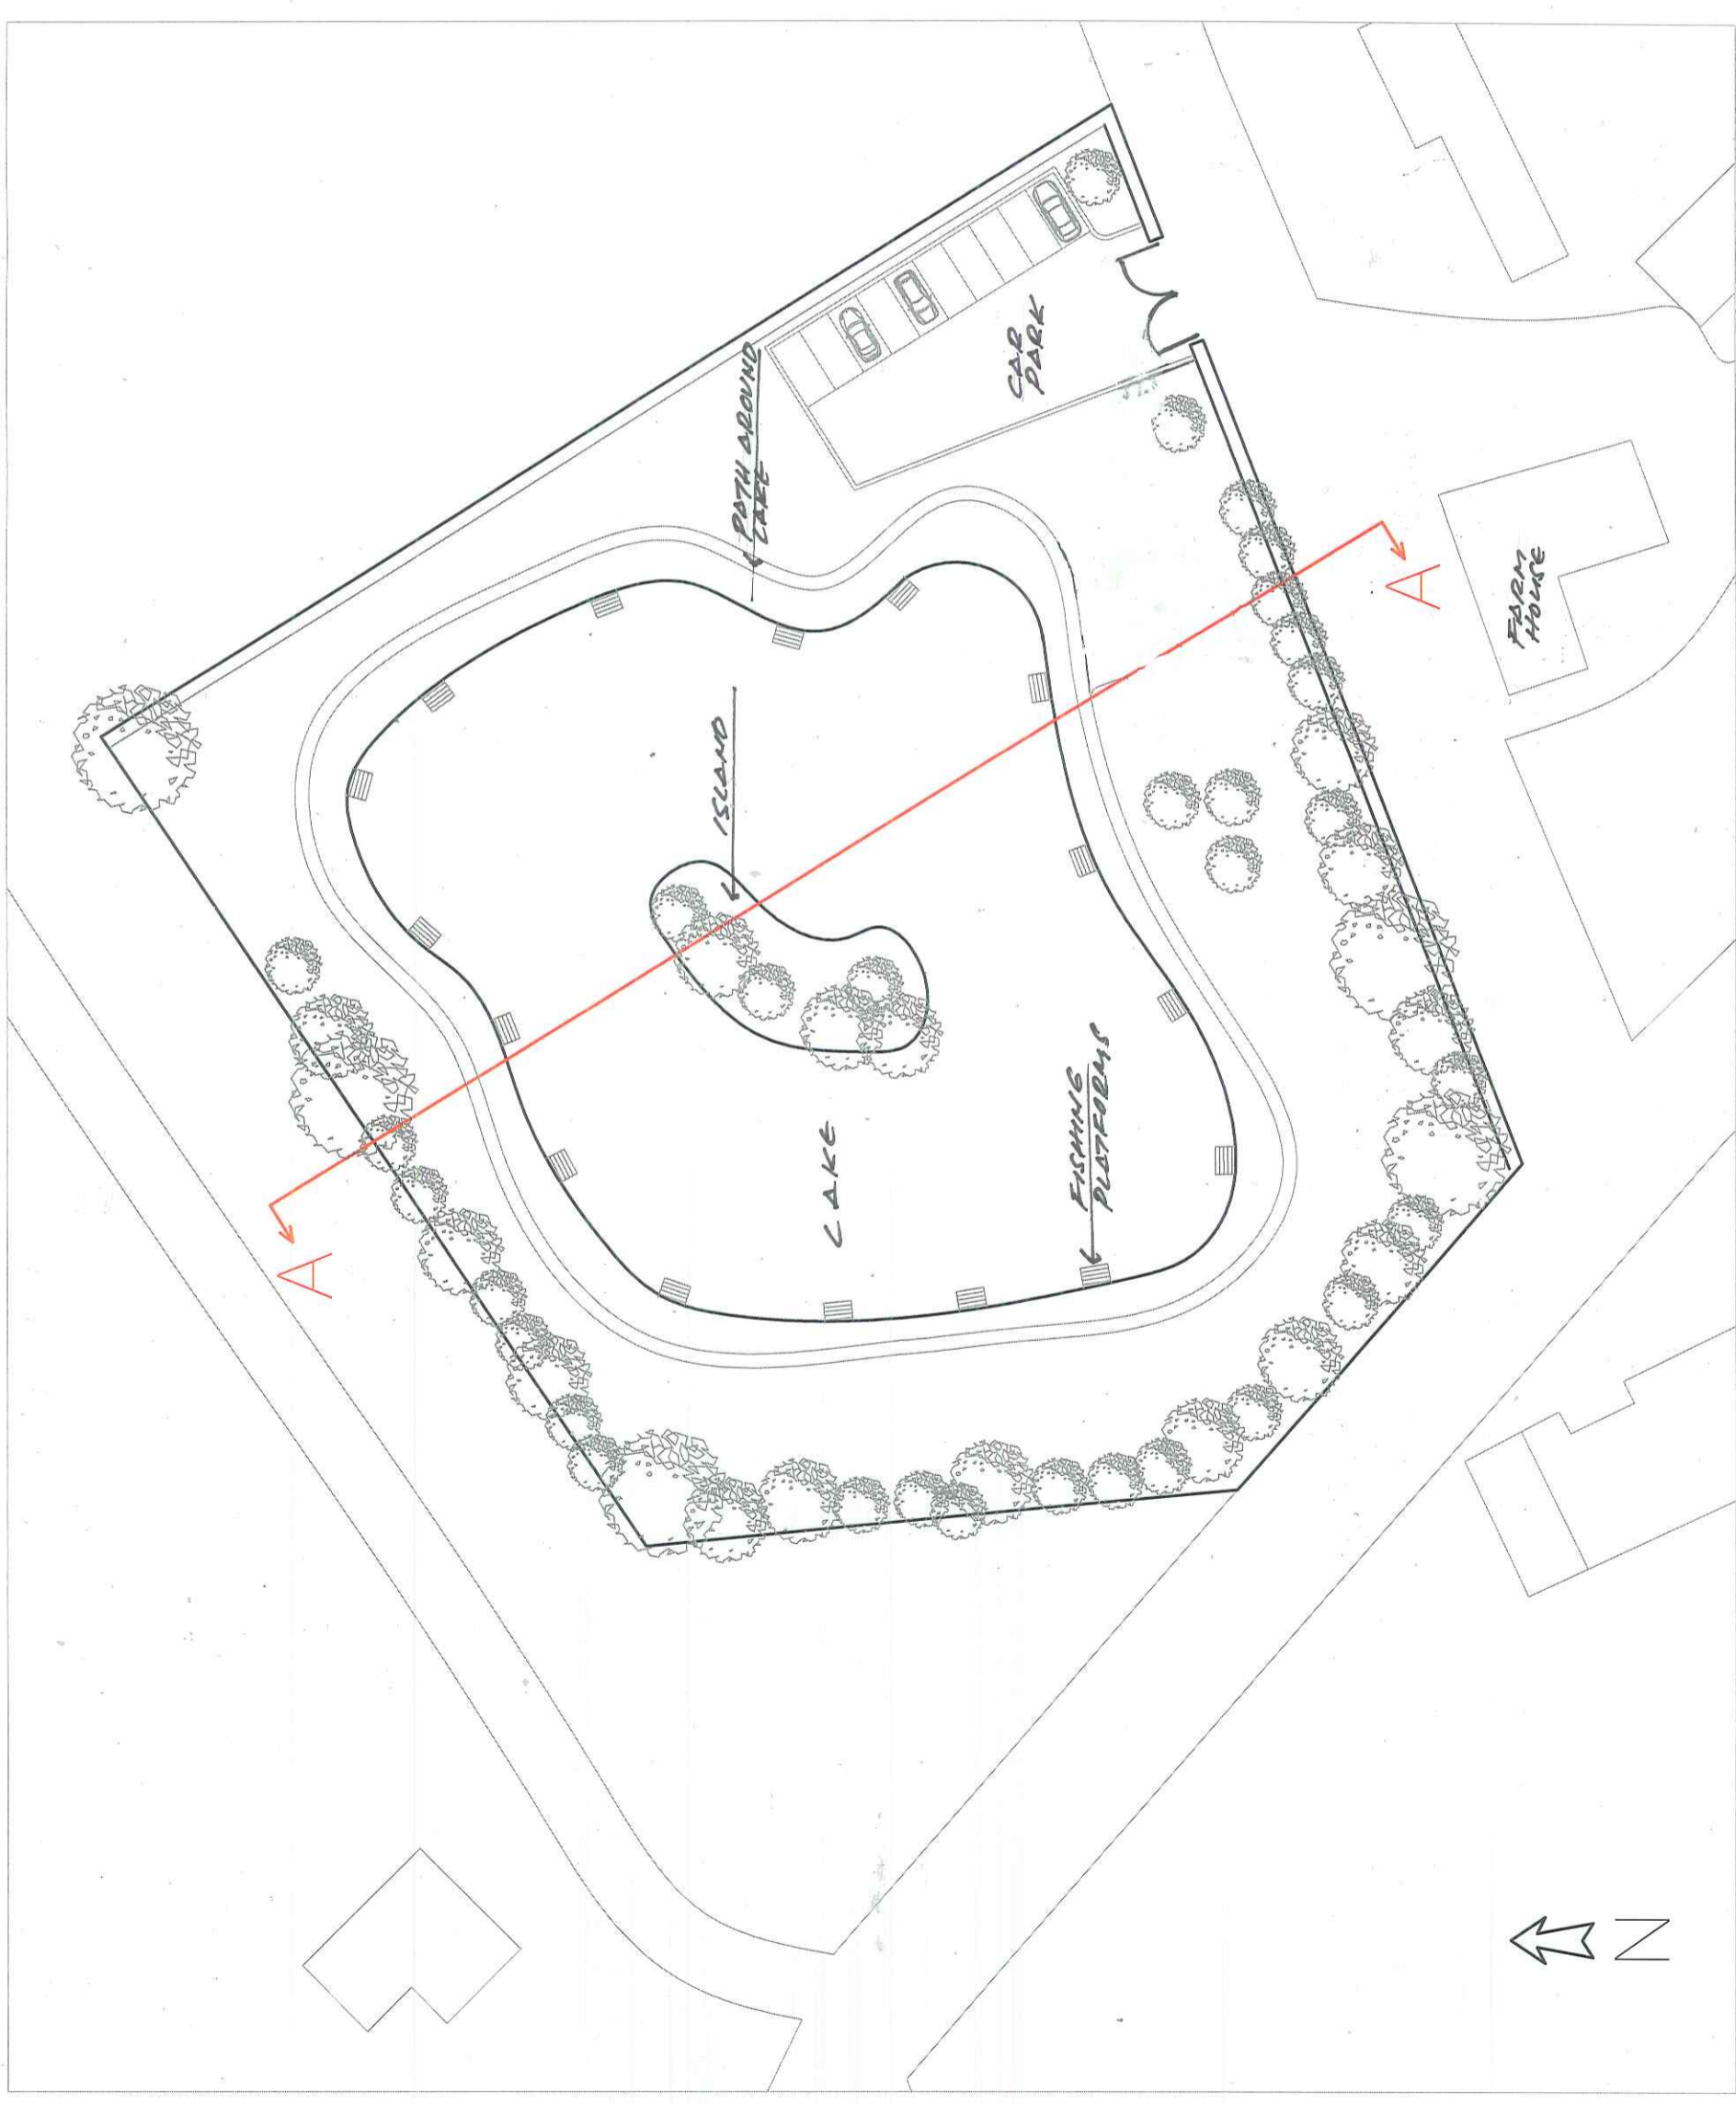 PATH AROUND
LAKE
CAR
PARK
ISLAND
FARM
HOUSE
A
LAKE
FISHING
PLATFORMS
A
N